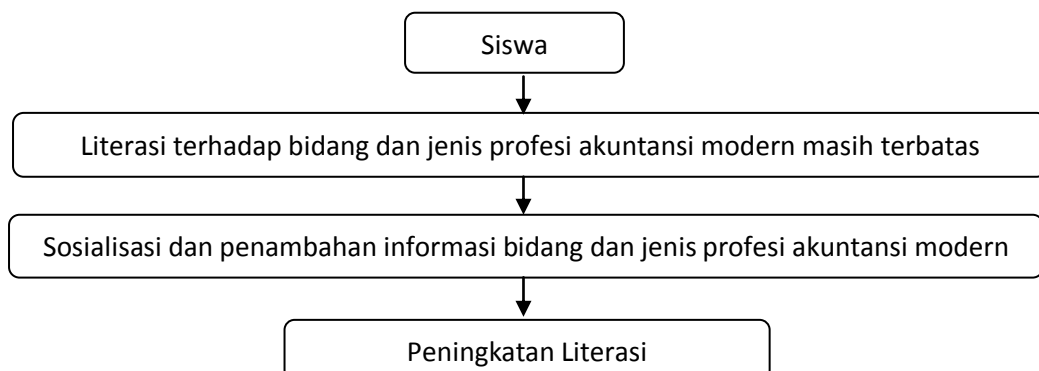 Siswa
Literasi terhadap bidang dan jenis profesi akuntansi modern masih terbatas
Sosialisasi dan penambahan informasi bidang dan jenis profesi akuntansi modern
Peningkatan Literasi